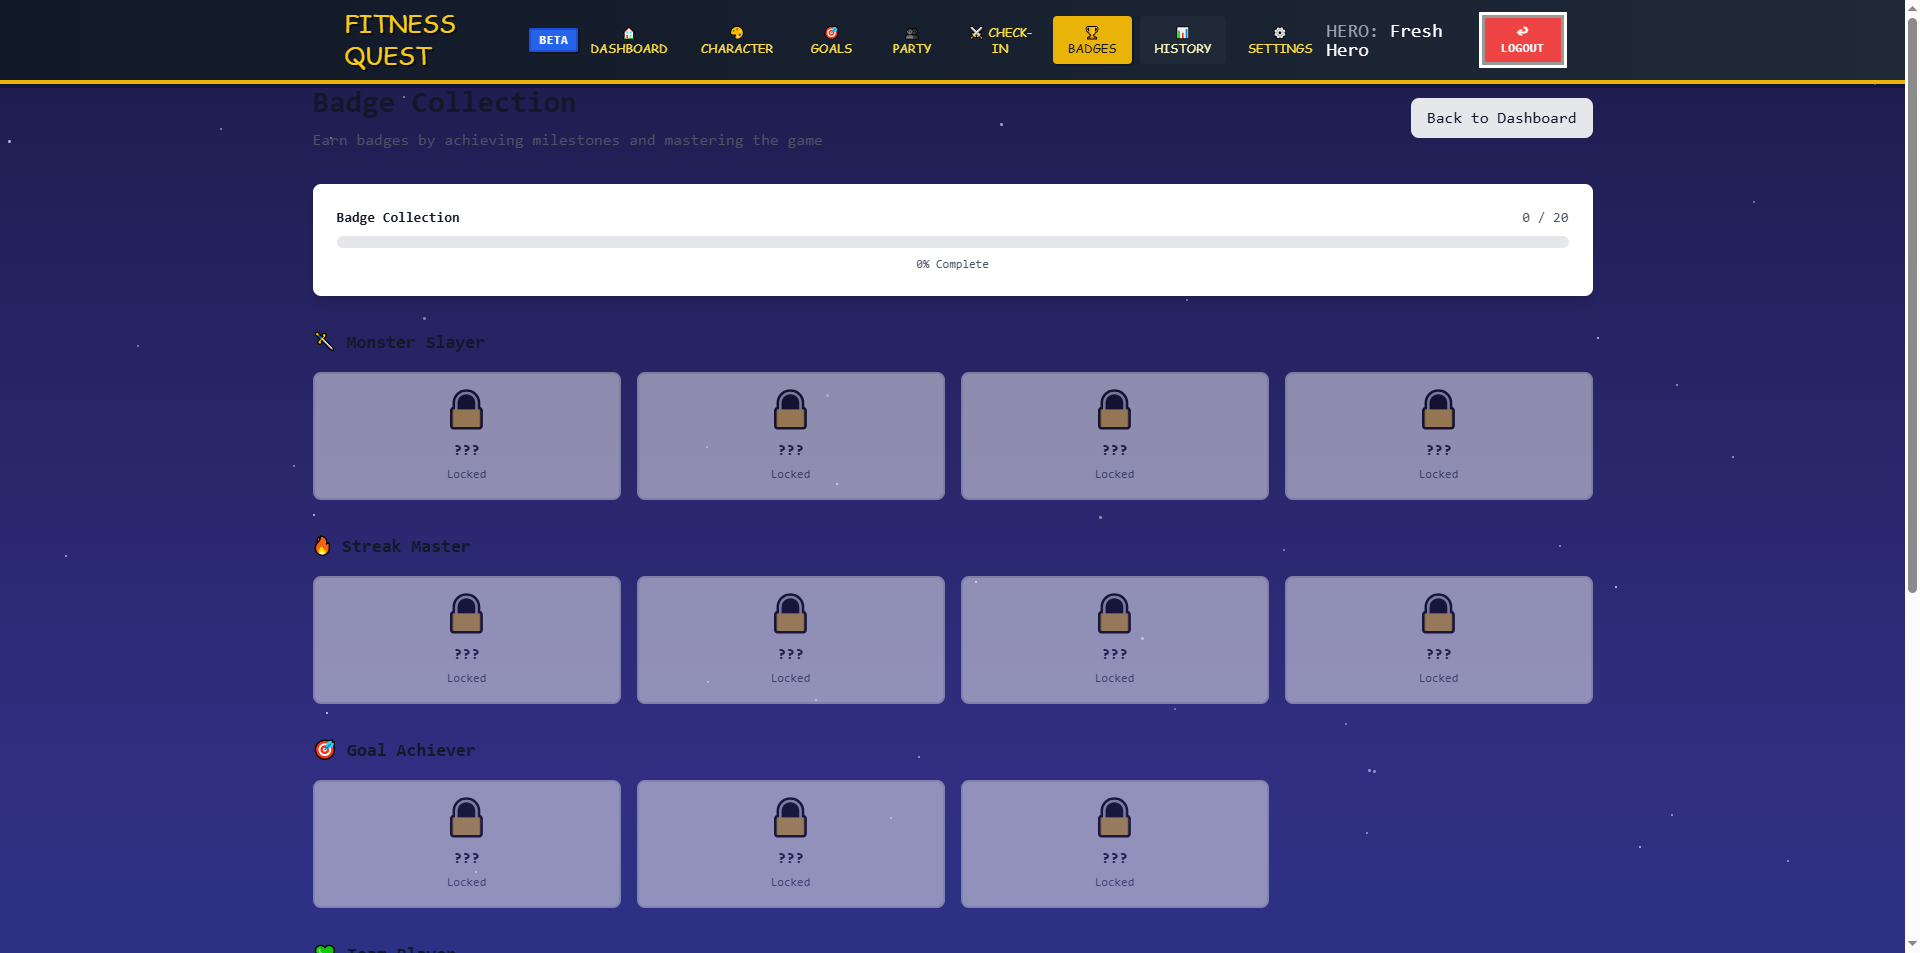 FITNESS
QUEST
BETA
DASHBOARD
CHARACTER
GOALS
PARTY
CHECK-
IN
BADGES
HISTORY
SETTINGS
HERO: Fresh
Hero
LOGOUT
Badge Collection
Earn badges by achieving milestones and mastering the game
Back to Dashboard
Badge Collection
0 / 20
0% Complete
Monster Slayer
???
Locked
???
Locked
???
Locked
???
Locked
Streak Master
???
Locked
???
Locked
???
Locked
???
Locked
Goal Achiever
???
Locked
???
Locked
???
Locked
Team Player